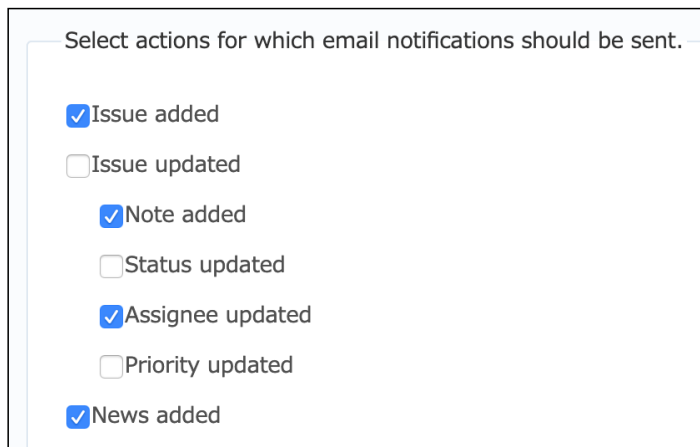 Select actions for which email notifications should be sent.
Issue added
Issue updated
Note added
Status updated
Assignee updated
Priority updated
News added